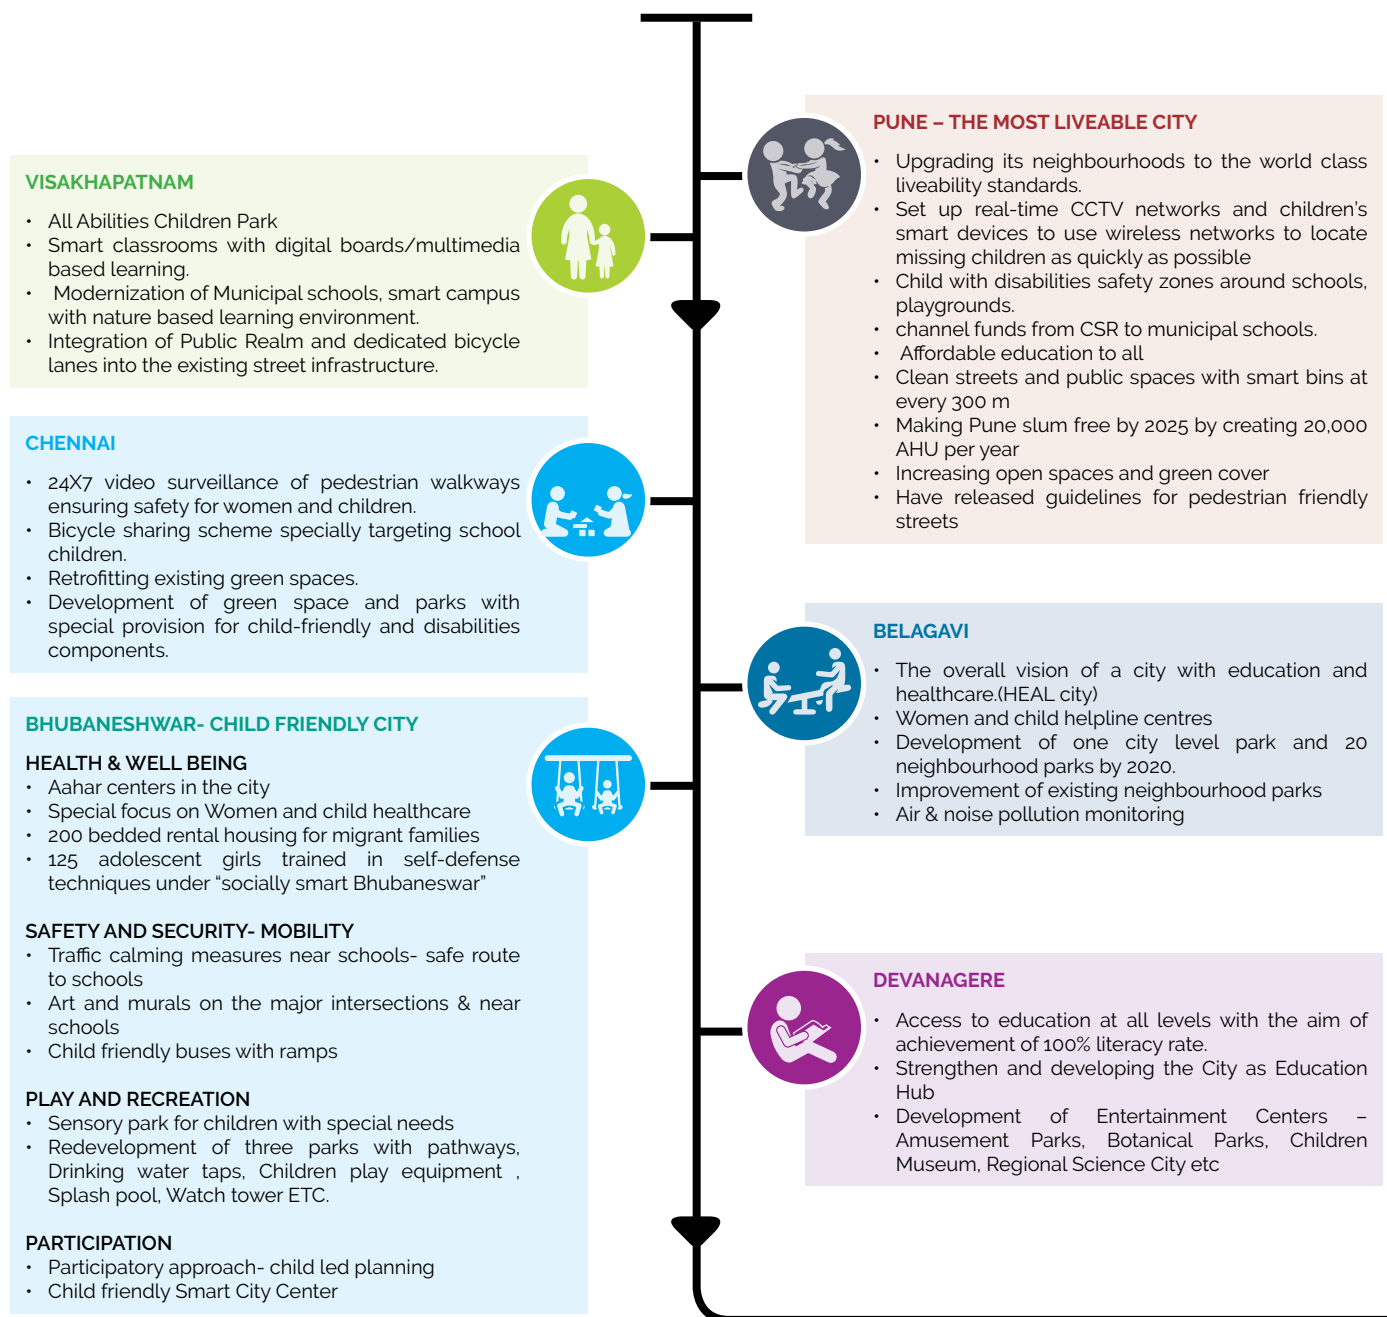 VISAKHAPATNAM
• All Abilities Children Park
• Smart classrooms with digital boards/multimedia
based learning.
• Modernization of Municipal schools, smart campus
with nature based learning environment.
• Integration of Public Realm and dedicated bicycle
lanes into the existing street infrastructure.
CHENNAI
• 24X7 video surveillance of pedestrian walkways
ensuring safety for women and children.
• Bicycle sharing scheme specially targeting school
children.
• Retrofitting existing green spaces.
• Development of green space and parks with
special provision for child-friendly and disabilities
components.
BHUBANESHWAR- CHILD FRIENDLY CITY
HEALTH & WELL BEING
• Aahar centers in the city
• Special focus on Women and child healthcare
• 200 bedded rental housing for migrant families
• 125 adolescent girls trained in self-defense
techniques under “socially smart Bhubaneswar”
SAFETY AND SECURITY- MOBILITY
• Traffic calming measures near schools- safe route
to schools
• Art and murals on the major intersections & near
schools
• Child friendly buses with ramps
PLAY AND RECREATION
• Sensory park for children with special needs
• Redevelopment of three parks with pathways,
Drinking water taps, Children play equipment ,
Splash pool, Watch tower ETC.
PARTICIPATION
• Participatory approach- child led planning
• Child friendly Smart City Center
PUNE – THE MOST LIVEABLE CITY
• Upgrading its neighbourhoods to the world class
liveability standards.
• Set up real-time CCTV networks and children’s
smart devices to use wireless networks to locate
missing children as quickly as possible
• Child with disabilities safety zones around schools,
playgrounds.
• channel funds from CSR to municipal schools.
• Affordable education to all
• Clean streets and public spaces with smart bins at
every 300 m
• Making Pune slum free by 2025 by creating 20,000
AHU per year
• Increasing open spaces and green cover
• Have released guidelines for pedestrian friendly
streets
BELAGAVI
• The overall vision of a city with education and
healthcare.(HEAL city)
• Women and child helpline centres
• Development of one city level park and 20
neighbourhood parks by 2020.
• Improvement of existing neighbourhood parks
• Air & noise pollution monitoring
DEVANAGERE
• Access to education at all levels with the aim of
achievement of 100% literacy rate.
• Strengthen and developing the City as Education
Hub
• Development of Entertainment Centers –
Amusement Parks, Botanical Parks, Children
Museum, Regional Science City etc